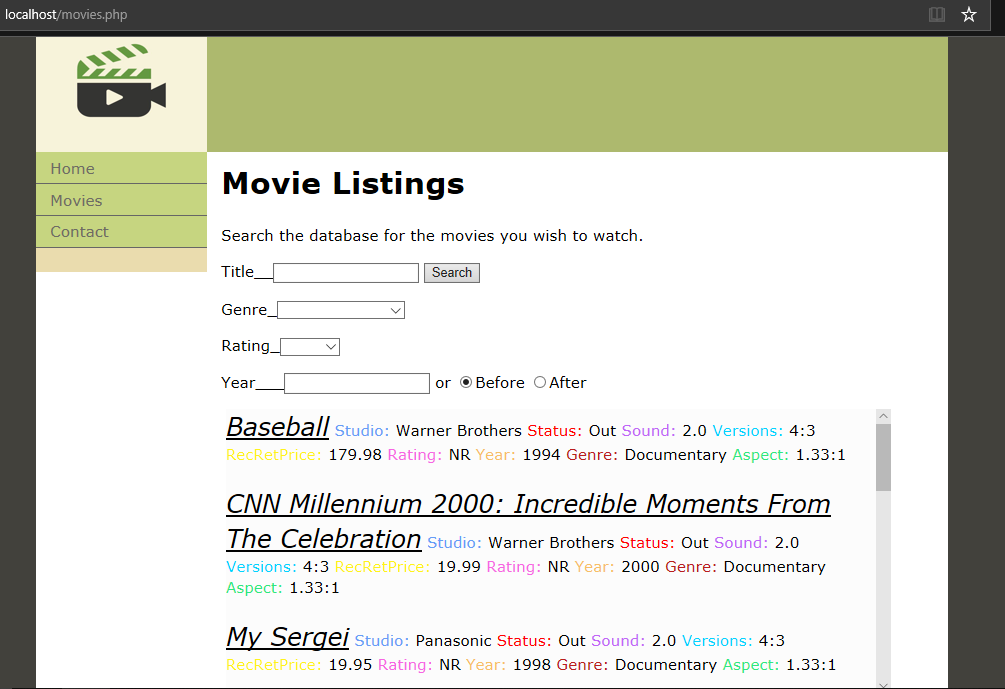 localhost/movies.php
Home
Movies
Contact
Movie Listings
Search the database for the movies you wish to watch.
Title__ Search
Genre_
Rating_
Year___ or Before After
Baseball Studio: Warner Brothers Status: Out Sound: 2.0 Versions: 4:3
RecRetPrice: 179.98 Rating: NR Year: 1994 Genre: Documentary Aspect: 1.33:1
CNN Millennium 2000: Incredible Moments From
The Celebration Studio: Warner Brothers Status: Out Sound: 2.0
Versions: 4:3 RecRetPrice: 19.99 Rating: NR Year: 2000 Genre: Documentary
Aspect: 1.33:1
My Sergei Studio: Panasonic Status: Out Sound: 2.0 Versions: 4:3
RecRetPrice: 19.95 Rating: NR Year: 1998 Genre: Documentary Aspect: 1.33:1